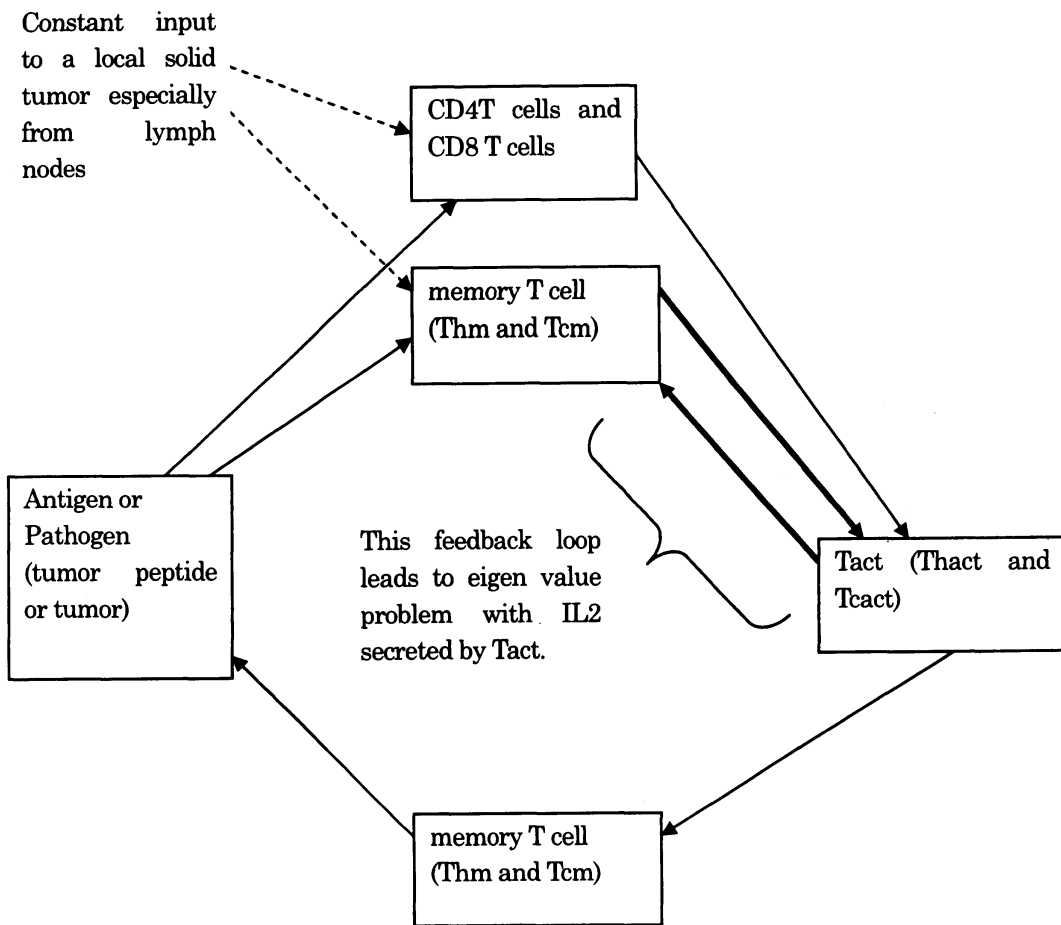 Constant input
to a local solid
tumor especially
from lymph
nodes
CD4T cells and
CD8 T cells
memory T cell
(Thm and Tcm)
Antigen or
Pathogen
(tumor peptide
or tumor)
This feedback loop
leads to eigen value
problem with IL2
secreted by Tact.
Tact (Thact and
Tcact)
memory T cell
(Thm and Tcm)